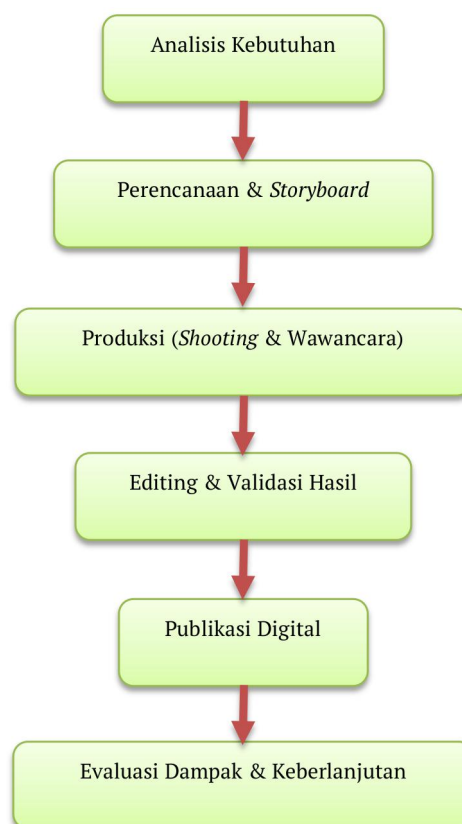 Analisis Kebutuhan
Perencanaan & Storyboard
Produksi (Shooting & Wawancara)
Editing & Validasi Hasil
Publikasi Digital
Evaluasi Dampak & Keberlanjutan